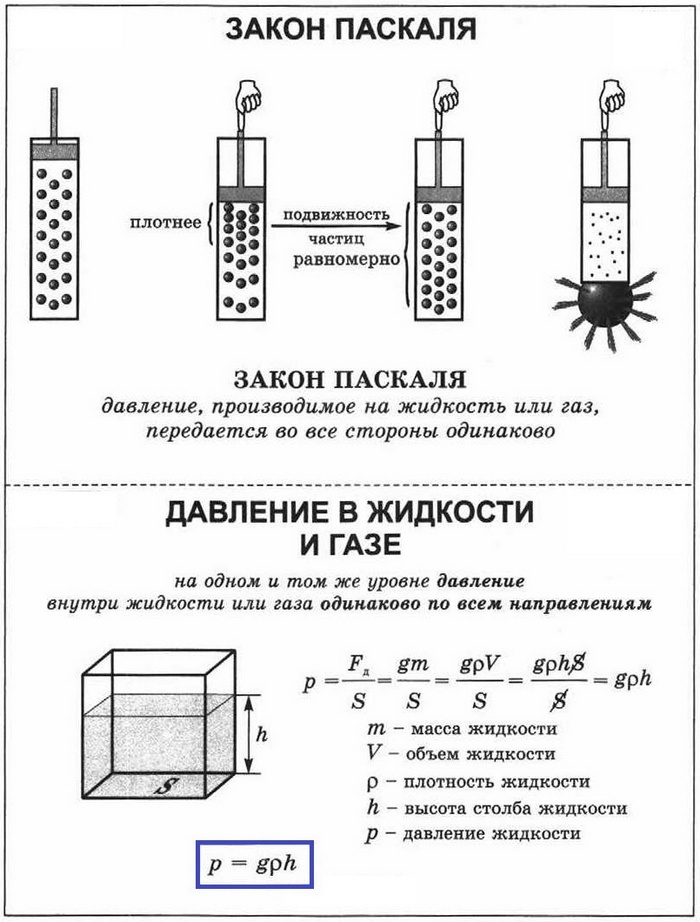 ЗАКОН ПАСКАЛЯ
плотнее
подвижность
частиц
равномерно
ЗАКОН ПАСКАЛЯ
давление, производимое на жидкость или газ,
передается во все стороны одинаково
ДАВЛЕНИЕ В ЖИДКОСТИ
И ГАЗЕ
на одном и том же уровне давление
внутри жидкости или газа одинаково по всем направлениям
h
S
p = Fд/S = gm/S = gρV/S = gρhS/S = gρh
m – масса жидкости
V – объем жидкости
ρ – плотность жидкости
h – высота столба жидкости
p – давление жидкости
p = gρh